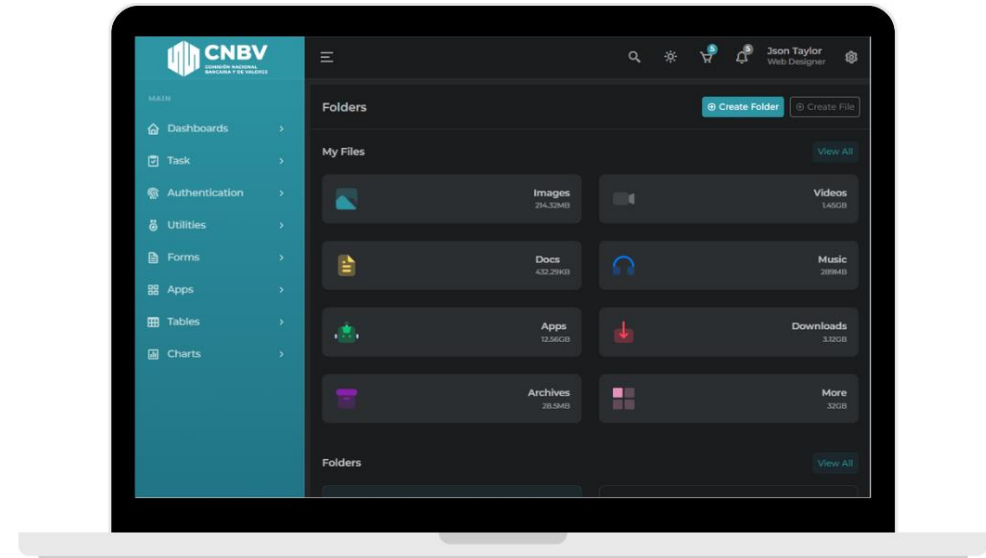 CNBV
COMISIÓN NACIONAL
BANCARIA Y DE VALORES
MAIN
Dashboards
Task
Authentication
Utilities
Forms
Apps
Tables
Charts
5
5
Json Taylor
Web Designer
Folders
Create Folder
Create File
My Files
View All
Images
214.32MB
Videos
1.45GB
Docs
432.29KB
Music
289MB
Apps
12.56GB
Downloads
3.12GB
Archives
28.5MB
More
32GB
Folders
View All